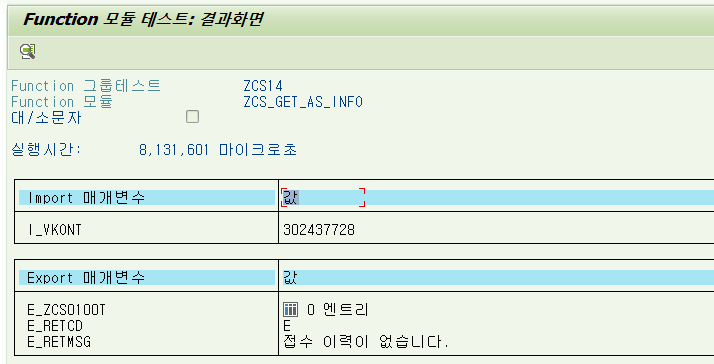 Function 모듈 테스트: 결과화면
Function 그룹테스트 ZCS14
Function 모듈 ZCS_GET_AS_INFO
대/소문자
실행시간: 8,131,601 마이크로초
Import 매개변수 값
I_VKONT 302437728
Export 매개변수 값
E_ZCS0100T 0 엔트리
E_RETCD E
E_RETMSG 접수 이력이 없습니다.